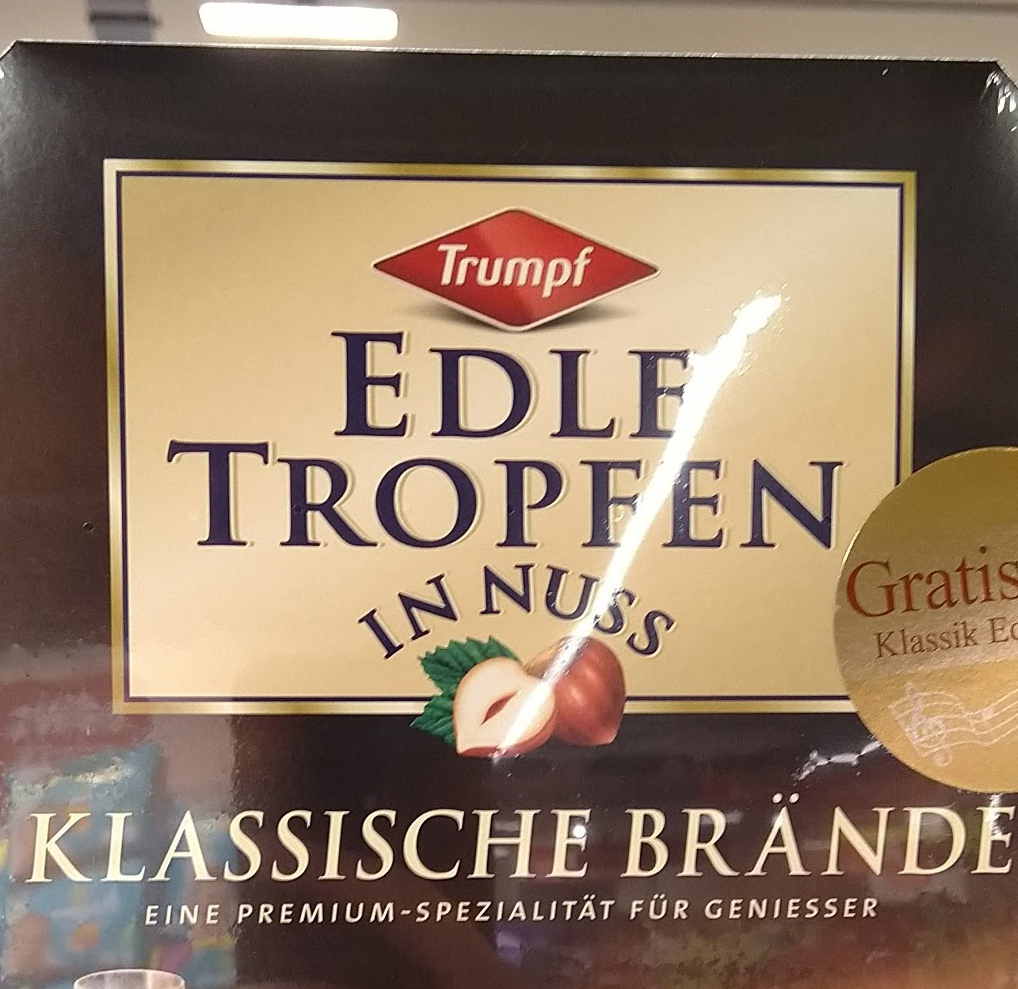 Trumpf
EDLE
TROPFEN
IN NUSS
Gratis
Klassik
KLASSISCHE BRÄNDE
EINE PREMIUM-SPEZIALITÄT FÜR GENIESSER